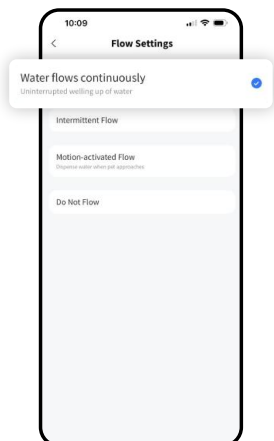 10:09
Flow Settings
Water flows continuously
Uninterrupted welling up of water
Intermittent Flow
Motion-activated Flow
Dispense water when pet approaches
Do Not Flow